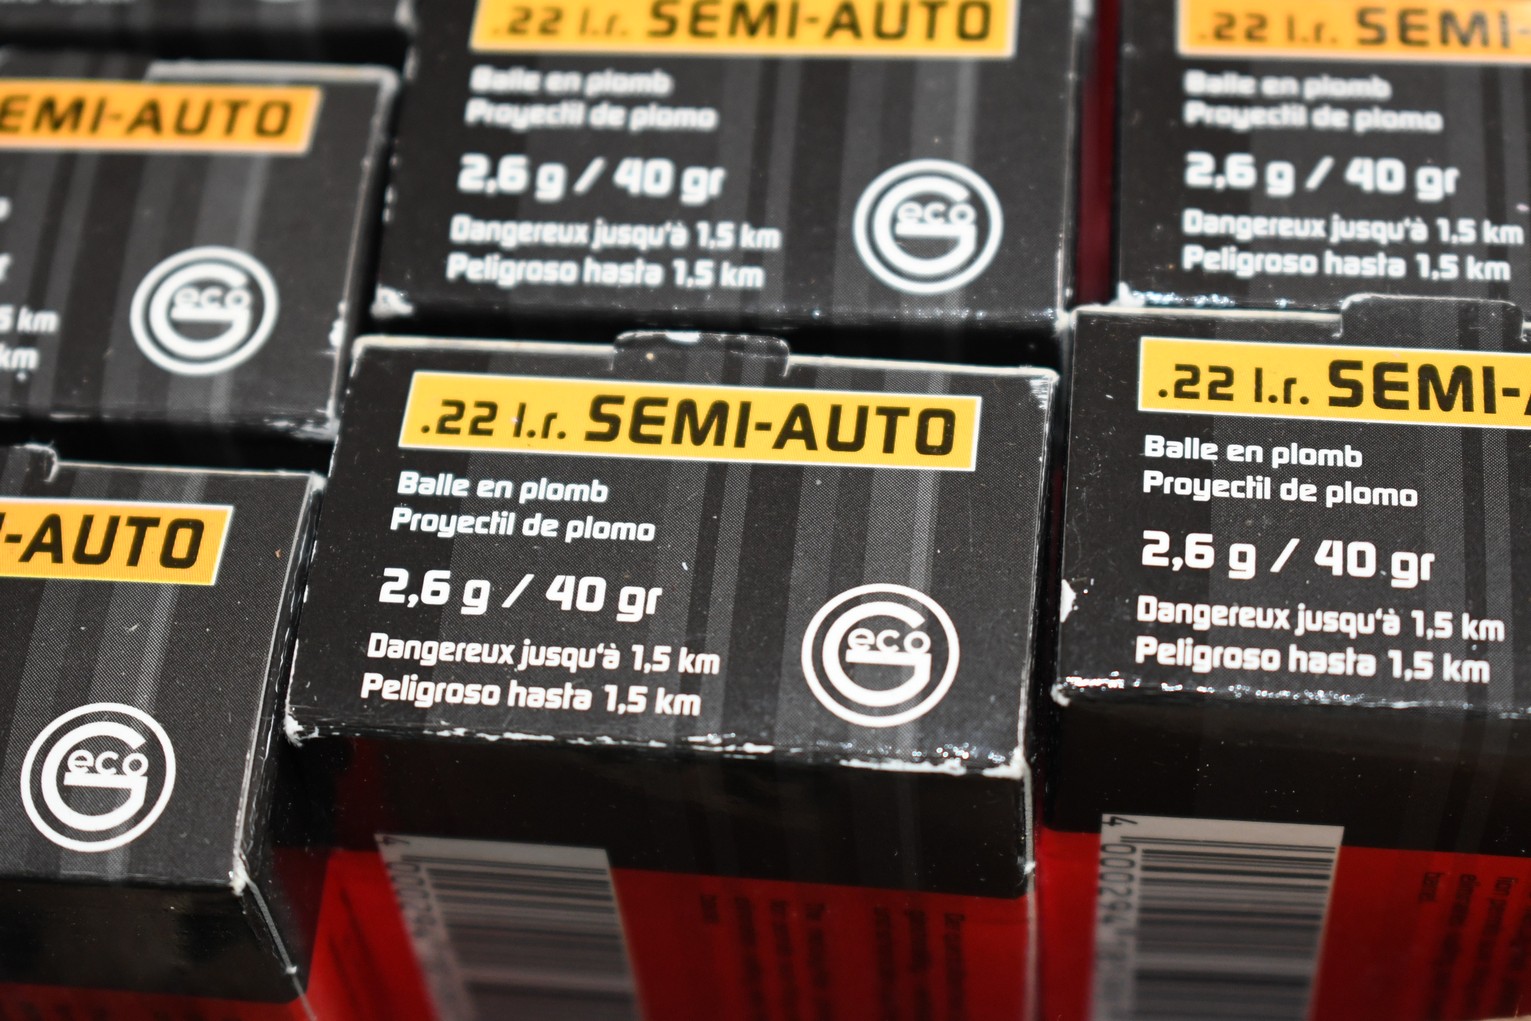 .22 l.r. SEMI-AUTO
Balle en plomb
Proyectil de plomo
2,6 g / 40 gr
Dangereux jusqu'à 1,5 km
Peligroso hasta 1,5 km
Geco
.22 l.r. SEMI-
Balle en plomb
Proyectil de plomo
2,6 g / 40 gr
Dangereux jusqu'à 1,5 km
Peligroso hasta 1,5 km
EMI-AUTO
5 km
km
Geco
.22 l.r. SEMI-AUTO
Balle en plomb
Proyectil de plomo
2,6 g / 40 gr
Dangereux jusqu'à 1,5 km
Peligroso hasta 1,5 km
Geco
.22 l.r. SEMI-A
Balle en plomb
Proyectil de plomo
2,6 g / 40 gr
Dangereux jusqu'à 1,5 km
Peligroso hasta 1,5 km
I-AUTO
Geco
4 000294